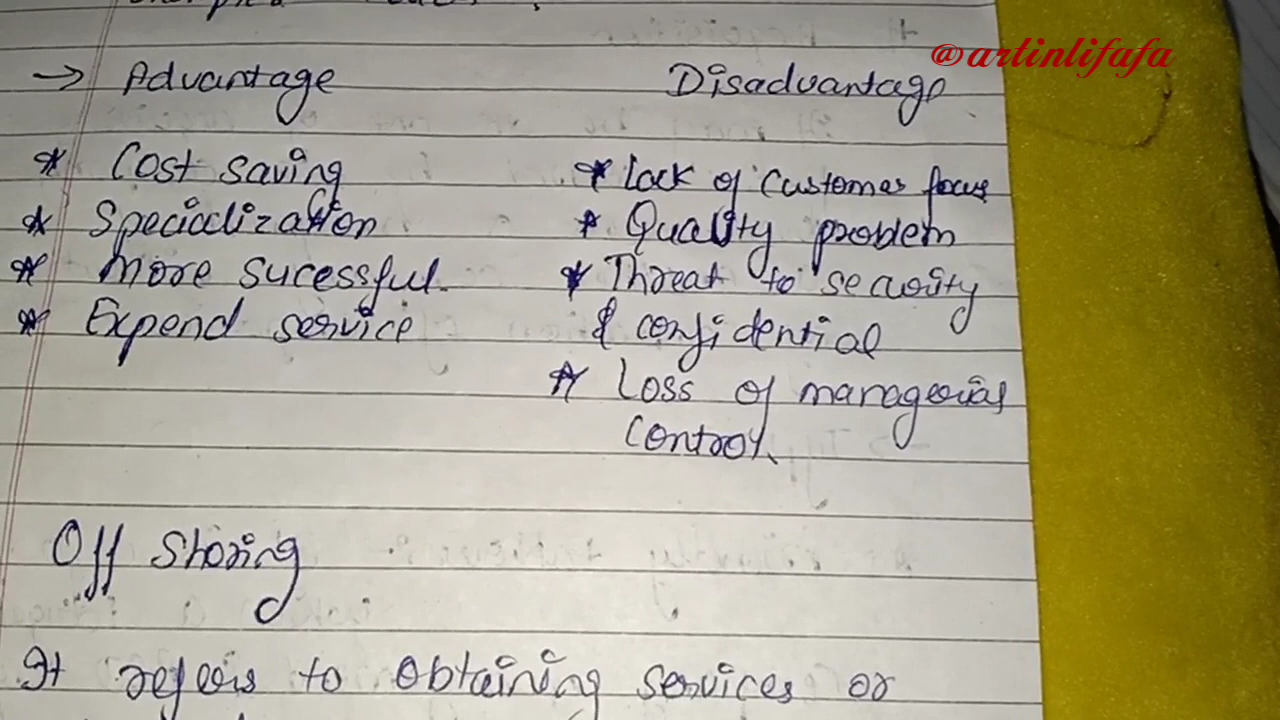 @artinlifafa
→ Advantage Disadvantage
* Cost saving
* Specialization
* More sucessful.
* Expend service
* Lack of Customer focus
* Quality problem
* Threat to security
& confidential
* Loss of managerial
Control.
Off Shoring
It refers to Obtaining services or